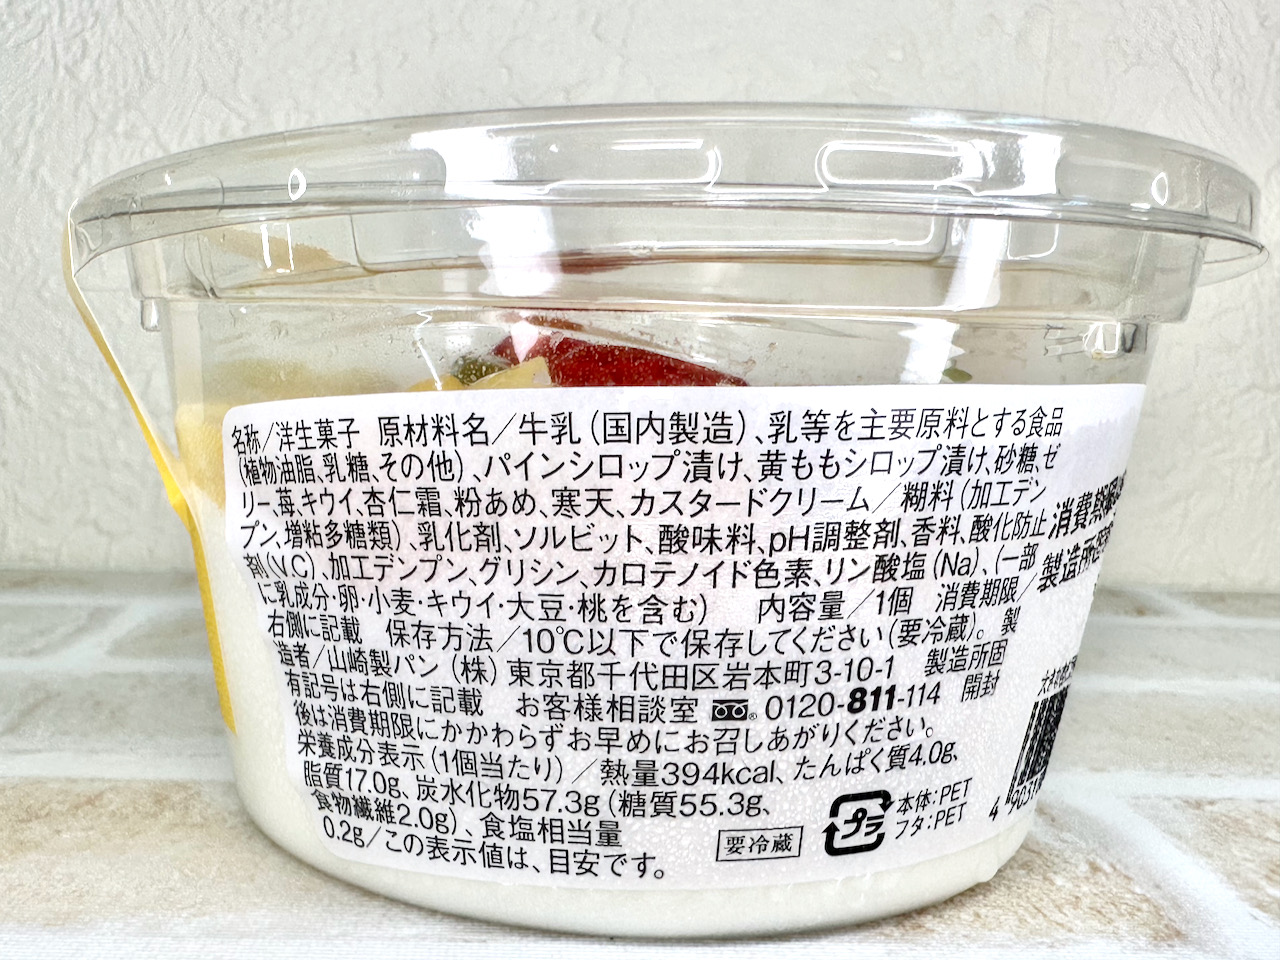 名称／洋生菓子 原材料名／牛乳（国内製造）、乳等を主要原料とする食品
（植物油脂、乳糖、その他）、パインシロップ漬け、黄ももシロップ漬け、砂糖、ゼ
リー、苺、キウイ、杏仁霜、粉あめ、寒天、カスタードクリーム／糊料（加工デン
プン、増粘多糖類）、乳化剤、ソルビット、酸味料、pH調整剤、香料、酸化防止
剤（V.C）、加工デンプン、グリシン、カロテノイド色素、リン酸塩（Na）、（一部
に乳成分・卵・小麦・キウイ・大豆・桃を含む） 内容量／1個 消費期限／
右側に記載 保存方法／10℃以下で保存してください（要冷蔵）。 製
造者／山崎製パン（株）東京都千代田区岩本町3-10-1 製造所固
有記号は右側に記載 お客様相談室 0120-811-114 開封
後は消費期限にかかわらずお早めにお召しあがりください。
栄養成分表示（1個当たり）／熱量394kcal、たんぱく質4.0g、
脂質17.0g、炭水化物57.3g（糖質55.3g、
食物繊維2.0g）、食塩相当量
0.2g／この表示値は、目安です。
要冷蔵
プラ
本体:PET
フタ:PET
消費期限
製造所固